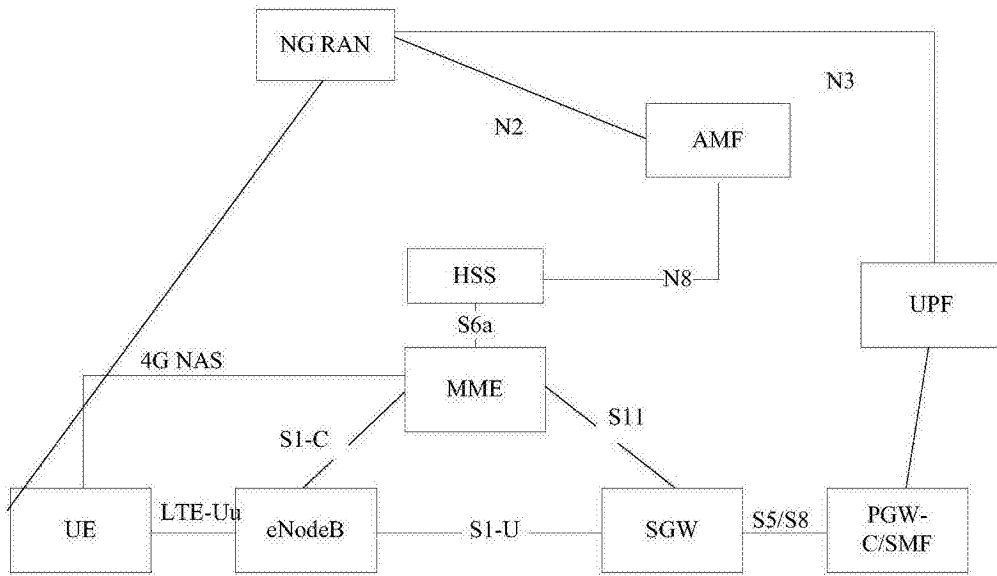 NG RAN
N3
N2
AMF
HSS
N8
UPF
S6a
4G NAS
MME
S11
S1-C
UE
LTE-Uu
eNodeB
S1-U
SGW
S5/S8
PGW-
C/SMF